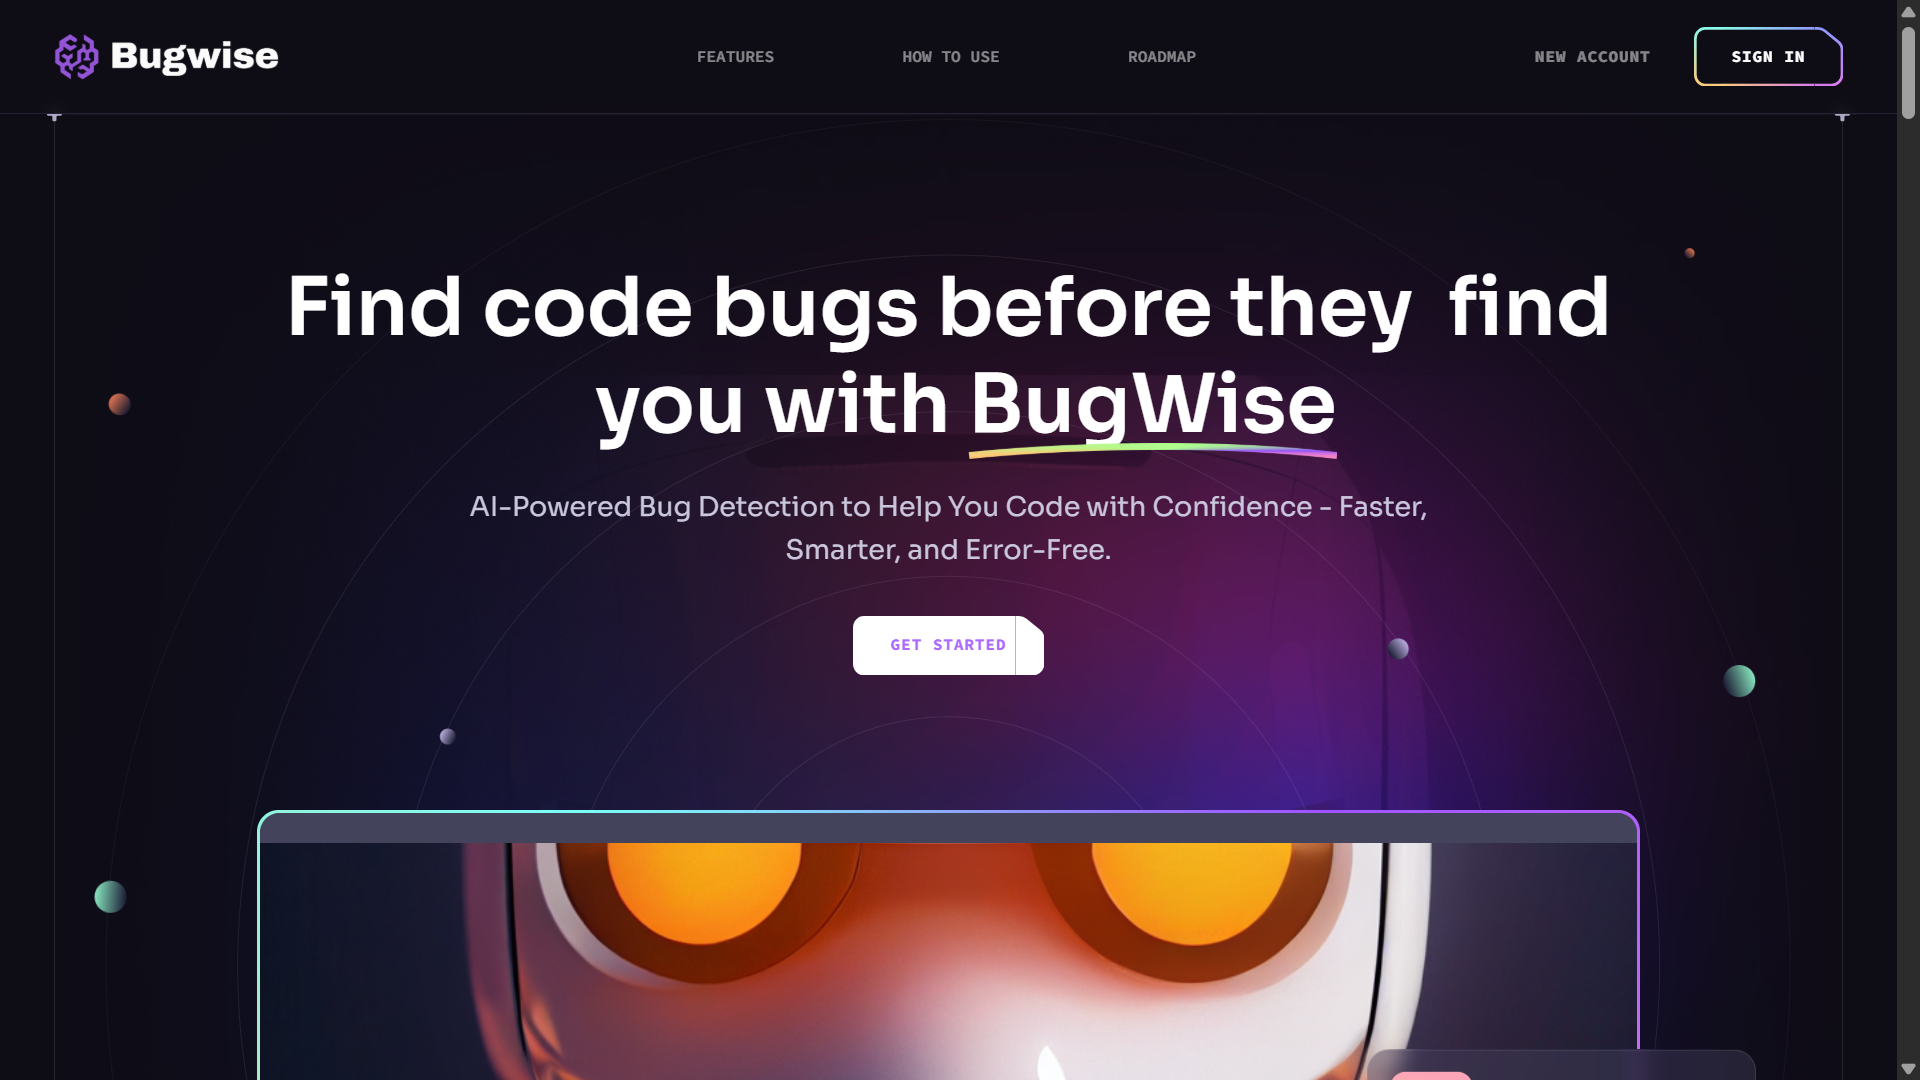 Bugwise
FEATURES
HOW TO USE
ROADMAP
NEW ACCOUNT
SIGN IN
Find code bugs before they find
you with BugWise
AI-Powered Bug Detection to Help You Code with Confidence - Faster,
Smarter, and Error-Free.
GET STARTED